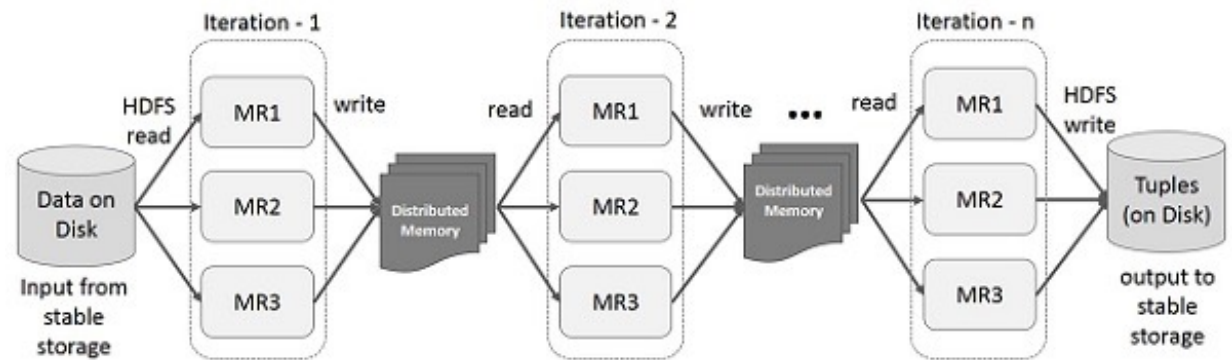 Iteration - 1
Iteration - 2
Iteration - n
HDFS
read
Data on
Disk
Input from
stable
storage
MR1
MR2
MR3
write
Distributed
Memory
read
MR1
MR2
MR3
write
...
Distributed
Memory
read
MR1
MR2
MR3
HDFS
write
Tuples
(on Disk)
output to
stable
storage